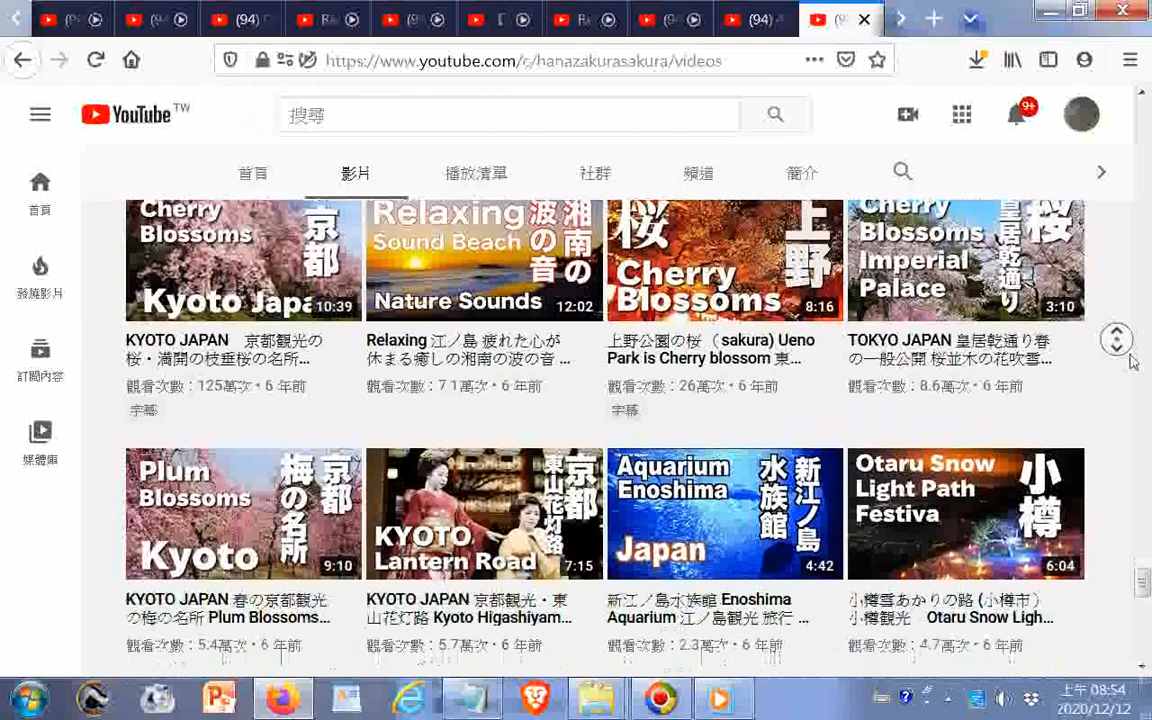 (94)
https://www.youtube.com/c/hanazakurasakura/videos
YouTube TW
搜尋
9+
首頁
影片
播放清單
社群
頻道
簡介
首頁
發燒影片
訂閱內容
媒體庫
Cherry
Blossoms
京都
10:39
Relaxing
Sound Beach
湘南の
波の音
Nature Sounds
12:02
桜
上野
Cherry
Blossoms
8:16
Cherry
Blossoms
Imperial
Palace
桜
皇居乾通り
3:10
KYOTO JAPAN 京都観光の
桜・満開の枝垂桜の名所...
觀看次數：125萬次・6 年前
字幕
Relaxing 江ノ島 疲れた心が
休まる癒しの湘南の波の音 ...
觀看次數：71萬次・6 年前
上野公園の桜（sakura) Ueno
Park is Cherry blossom 東...
觀看次數：26萬次・6 年前
字幕
TOKYO JAPAN 皇居乾通り春
の一般公開 桜並木の花吹雪...
觀看次數：8.6萬次・6 年前
Plum
Blossoms
Kyoto
京都
梅の名所
9:10
KYOTO
Lantern Road
京都
東山花灯路
7:15
Aquarium
Enoshima
Japan
新江ノ島
水族館
4:42
Otaru Snow
Light Path
Festiva
小樽
6:04
KYOTO JAPAN 春の京都観光
の梅の名所 Plum Blossoms...
觀看次數：5.4萬次・6 年前
KYOTO JAPAN 京都観光・東
山花灯路 Kyoto Higashiyam...
觀看次數：5.7萬次・6 年前
新江ノ島水族館 Enoshima
Aquarium 江ノ島観光 旅行 ...
觀看次數：2.3萬次・6 年前
小樽雪あかりの路 (小樽市）
小樽観光 Otaru Snow Ligh...
觀看次數：4.7萬次・6 年前
上午 08:54
2020/12/12